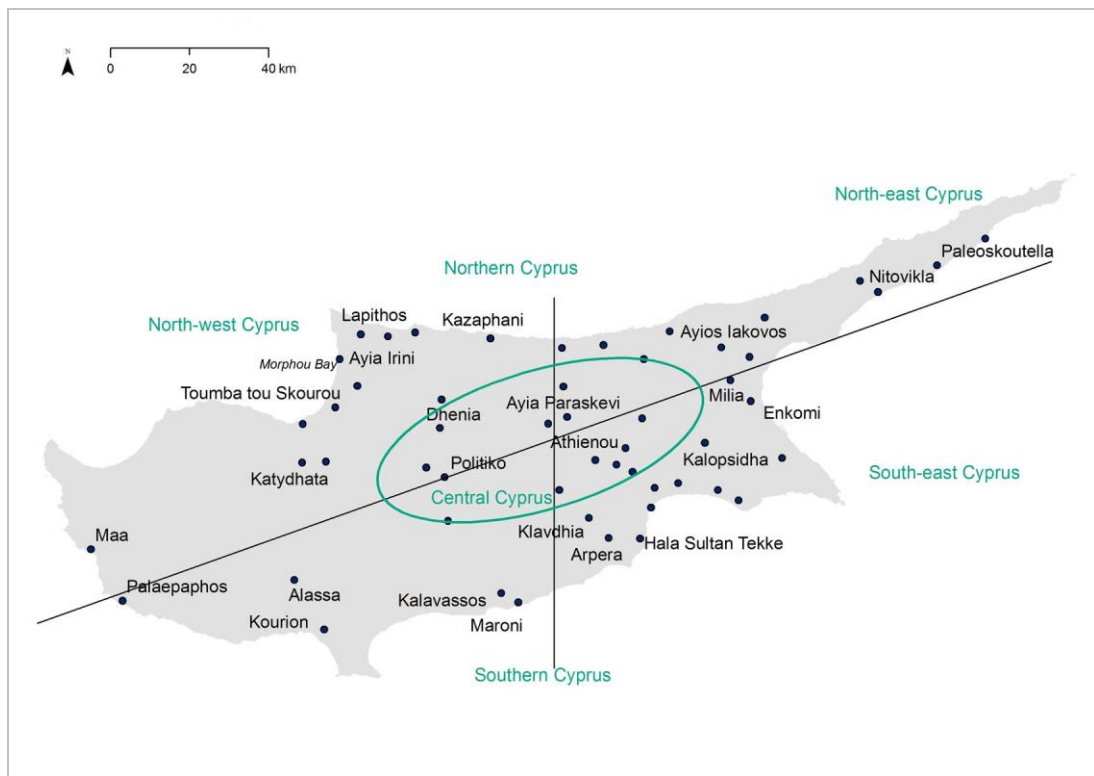 N
0 20 40 km
North-east Cyprus
Paleoskoutella
Northern Cyprus
Nitovikla
North-west Cyprus
Lapithos
Kazaphani
Ayios Iakovos
Morphou Bay
Ayia Irini
Toumba tou Skourou
Milia
Dhenia
Ayia Paraskevi
Enkomi
Athienou
Politiko
Kalopsidha
Katydhata
South-east Cyprus
Central Cyprus
Maa
Klavdhia
Hala Sultan Tekke
Arpera
Palaepaphos
Alassa
Kalavassos
Kourion
Maroni
Southern Cyprus